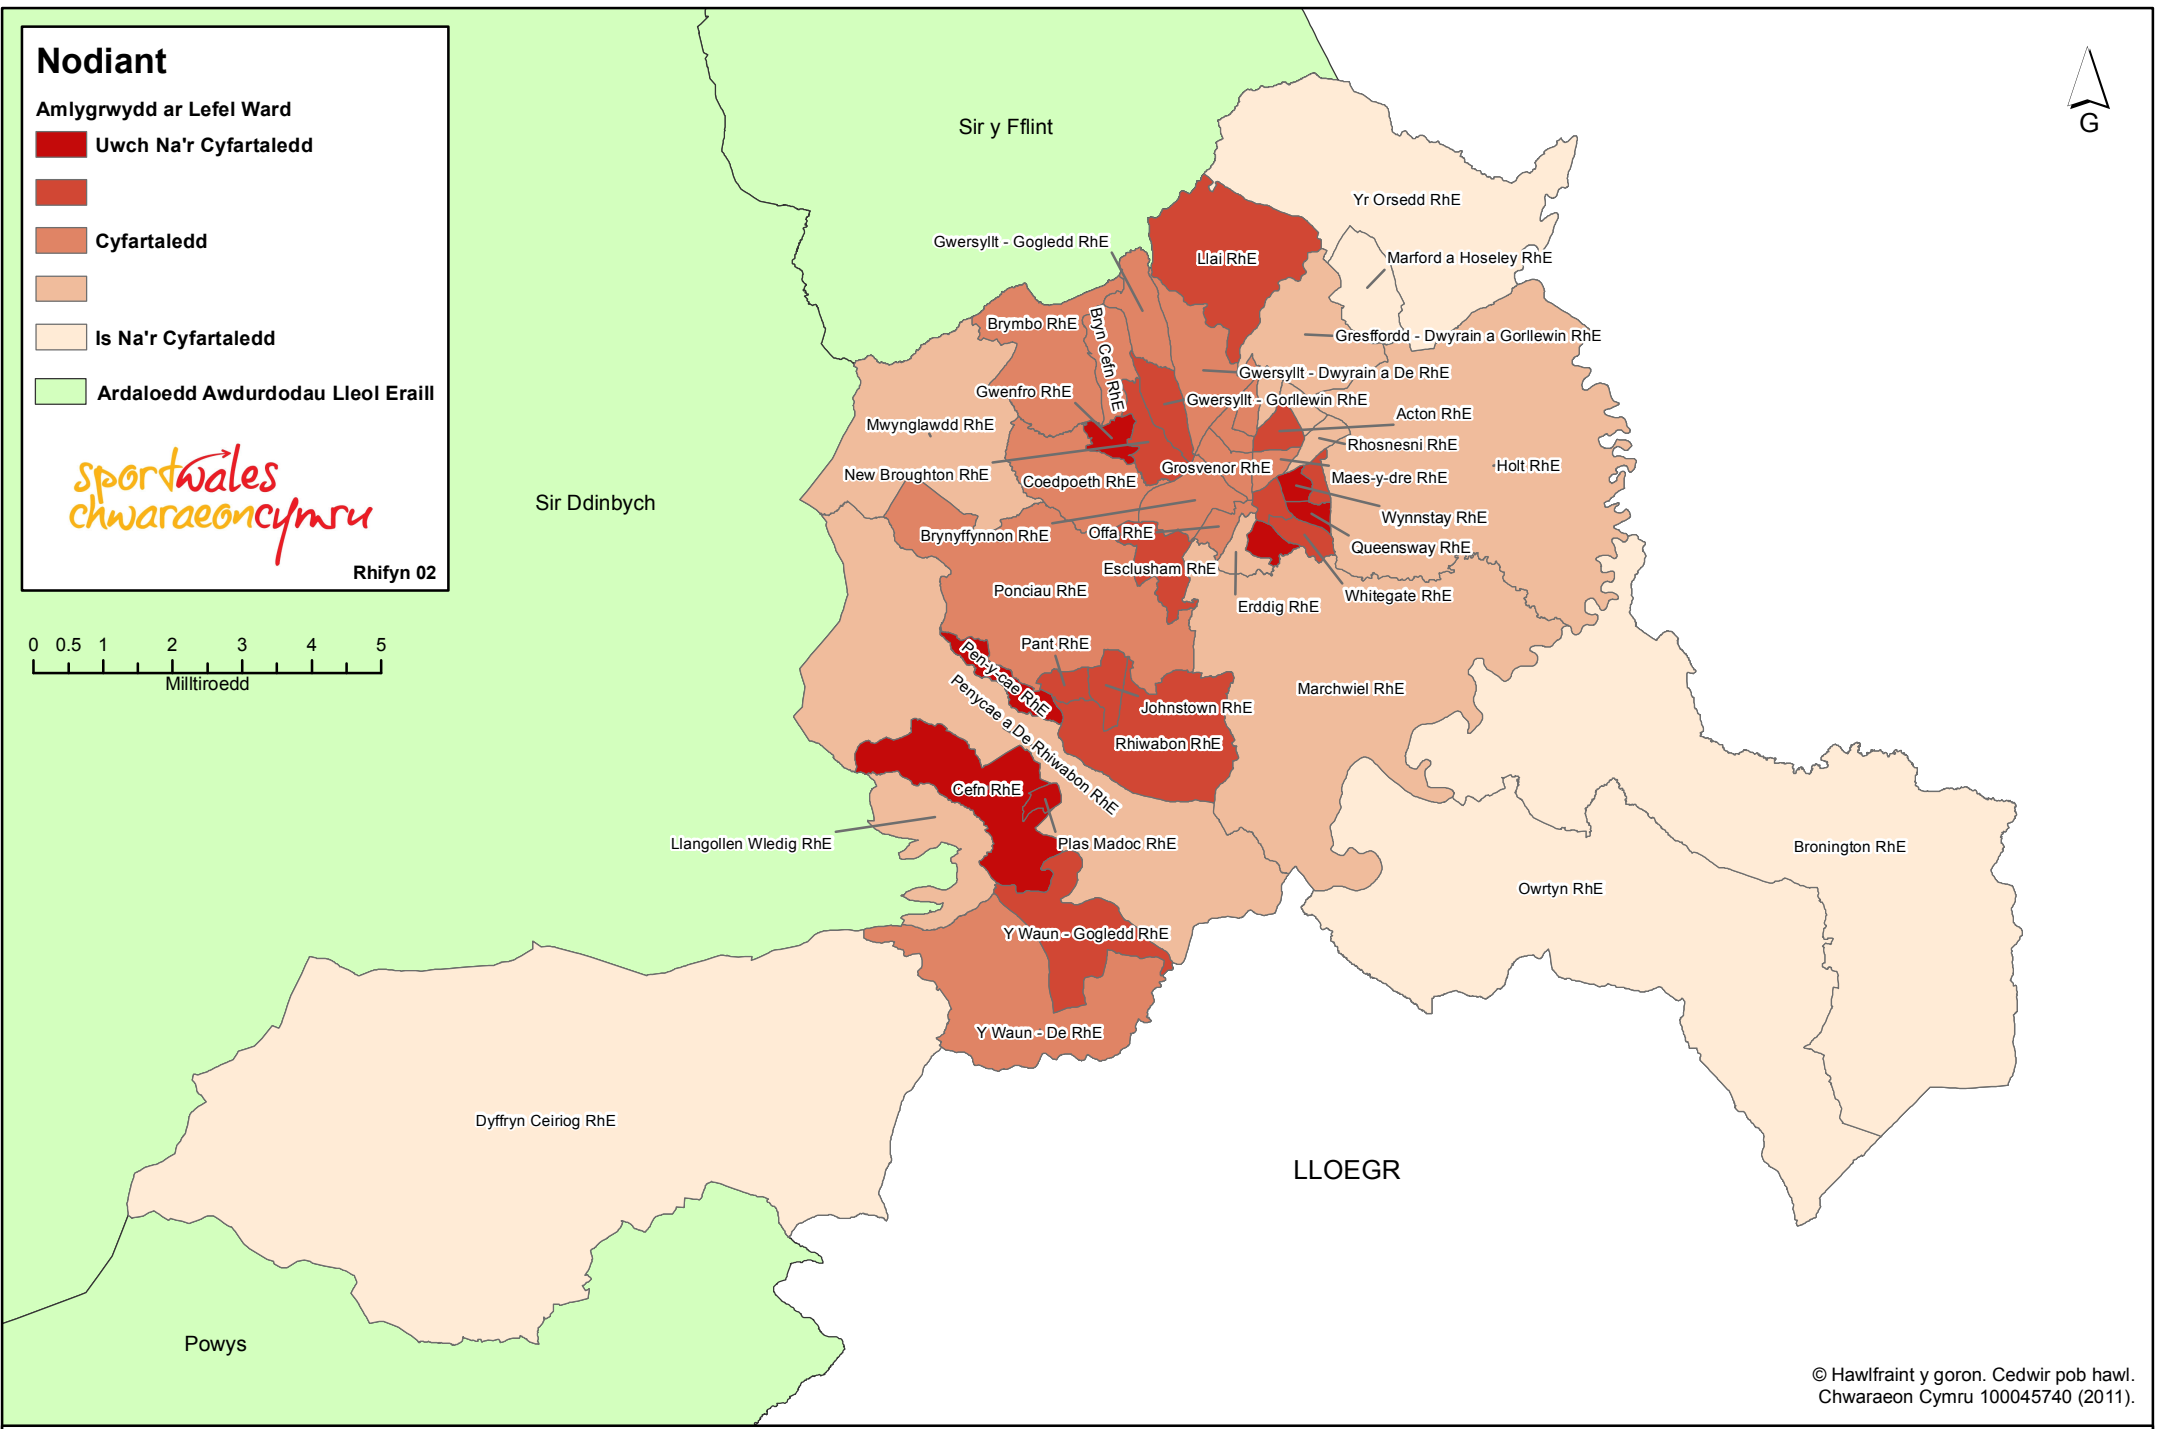 Nodiant
Amlygrwydd ar Lefel Ward
Uwch Na'r Cyfartaledd
Cyfartaledd
Is Na'r Cyfartaledd
Ardaloedd Awdurdodau Lleol Eraill
sportwales
chwaraeoncymru
Rhifyn 02
0 0.5 1 2 3 4 5
Milltiroedd
G
Sir y Fflint
Yr Orsedd RhE
Gwersyllt - Gogledd RhE
Llai RhE
Marford a Hoseley RhE
Brymbo RhE
Bryn Cefn RhE
Gresffordd - Dwyrain a Gorllewin RhE
Gwersyllt - Dwyrain a De RhE
Gwenfro RhE
Gwersyllt - Gorllewin RhE
Acton RhE
Mwynglawdd RhE
Rhosnesni RhE
Holt RhE
New Broughton RhE
Grosvenor RhE
Coedpoeth RhE
Maes-y-dre RhE
Sir Ddinbych
Wynnstay RhE
Brynyffynnon RhE
Offa RhE
Queensway RhE
Esclusham RhE
Ponciau RhE
Whitegate RhE
Erddig RhE
Pant RhE
Pen-y-cae RhE
Marchwiel RhE
Johnstown RhE
Penycae a De Rhiwabon RhE
Rhiwabon RhE
Cefn RhE
Llangollen Wledig RhE
Plas Madoc RhE
Bronington RhE
Owrtyn RhE
Y Waun - Gogledd RhE
Y Waun - De RhE
Dyffryn Ceiriog RhE
LLOEGR
Powys
© Hawlfraint y goron. Cedwir pob hawl.
Chwaraeon Cymru 100045740 (2011).